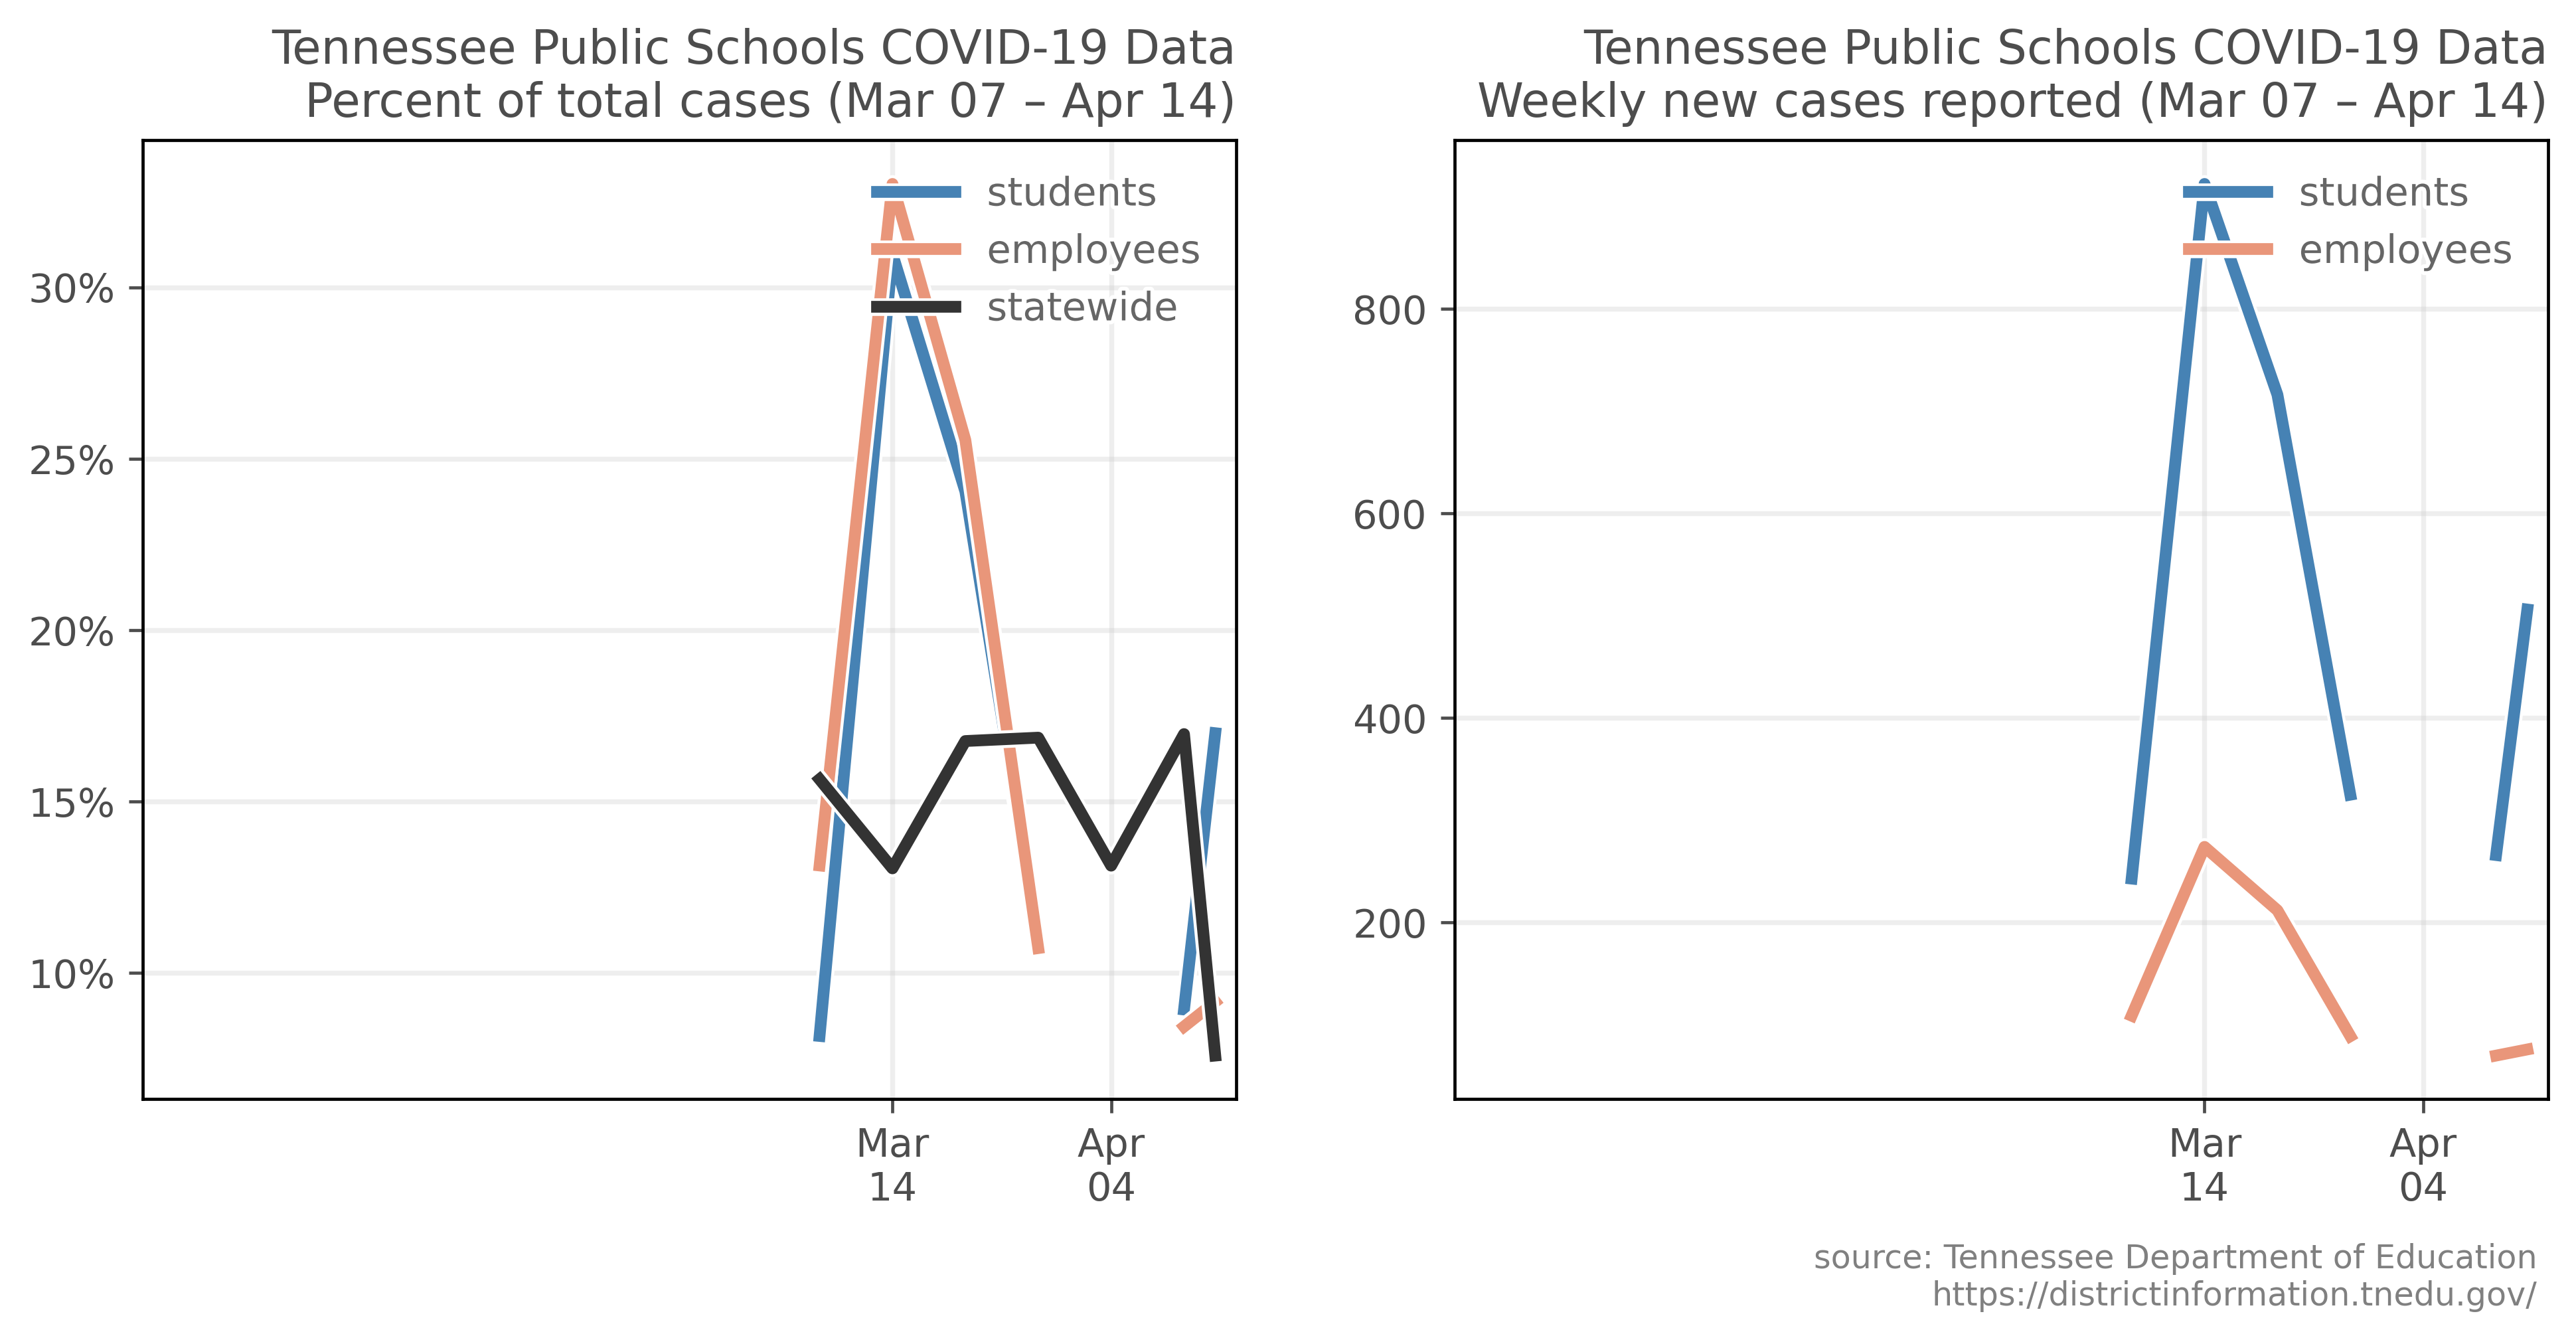 Tennessee Public Schools COVID-19 Data
Percent of total cases (Mar 07 – Apr 14)
students
employees
statewide
30%
25%
20%
15%
10%
Mar
14
Apr
04
Tennessee Public Schools COVID-19 Data
Weekly new cases reported (Mar 07 – Apr 14)
students
employees
800
600
400
200
Mar
14
Apr
04
source: Tennessee Department of Education
https://districtinformation.tnedu.gov/